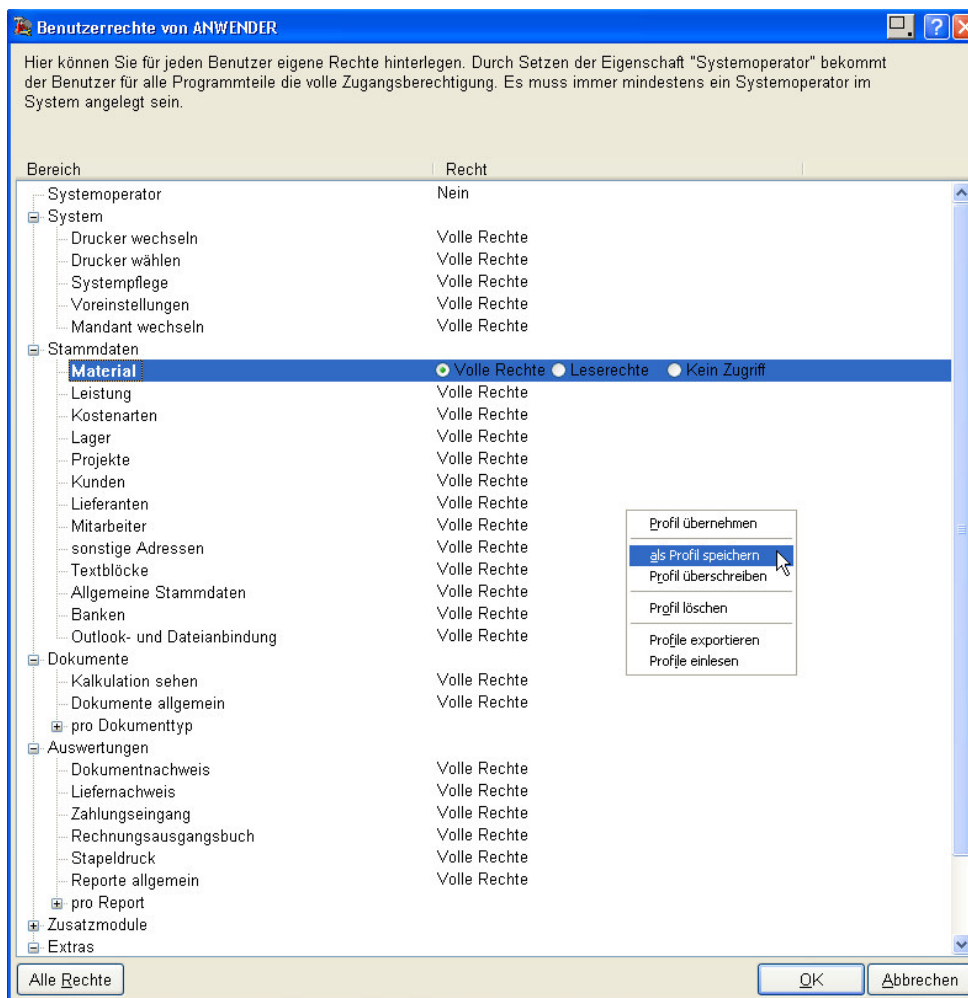 Benutzerrechte von ANWENDER
Hier können Sie für jeden Benutzer eigene Rechte hinterlegen. Durch Setzen der Eigenschaft "Systemoperator" bekommt
der Benutzer für alle Programmteile die volle Zugangsberechtigung. Es muss immer mindestens ein Systemoperator im
System angelegt sein.
Bereich Recht
Systemoperator Nein
System
Drucker wechseln Volle Rechte
Drucker wählen Volle Rechte
Systempflege Volle Rechte
Voreinstellungen Volle Rechte
Mandant wechseln Volle Rechte
Stammdaten
Material Volle Rechte Leserechte Kein Zugriff
Leistung Volle Rechte
Kostenarten Volle Rechte
Lager Volle Rechte
Projekte Volle Rechte
Kunden Volle Rechte
Lieferanten Volle Rechte
Mitarbeiter Volle Rechte
sonstige Adressen Volle Rechte
Textblöcke Volle Rechte
Allgemeine Stammdaten Volle Rechte
Banken Volle Rechte
Outlook- und Dateianbindung Volle Rechte
Profil übernehmen
als Profil speichern
Profil überschreiben
Profil löschen
Profile exportieren
Profile einlesen
Dokumente
Kalkulation sehen Volle Rechte
Dokumente allgemein Volle Rechte
pro Dokumenttyp
Auswertungen
Dokumentnachweis Volle Rechte
Liefernachweis Volle Rechte
Zahlungseingang Volle Rechte
Rechnungsausgangsbuch Volle Rechte
Stapeldruck Volle Rechte
Reporte allgemein Volle Rechte
pro Report
Zusatzmodule
Extras
Alle Rechte OK Abbrechen